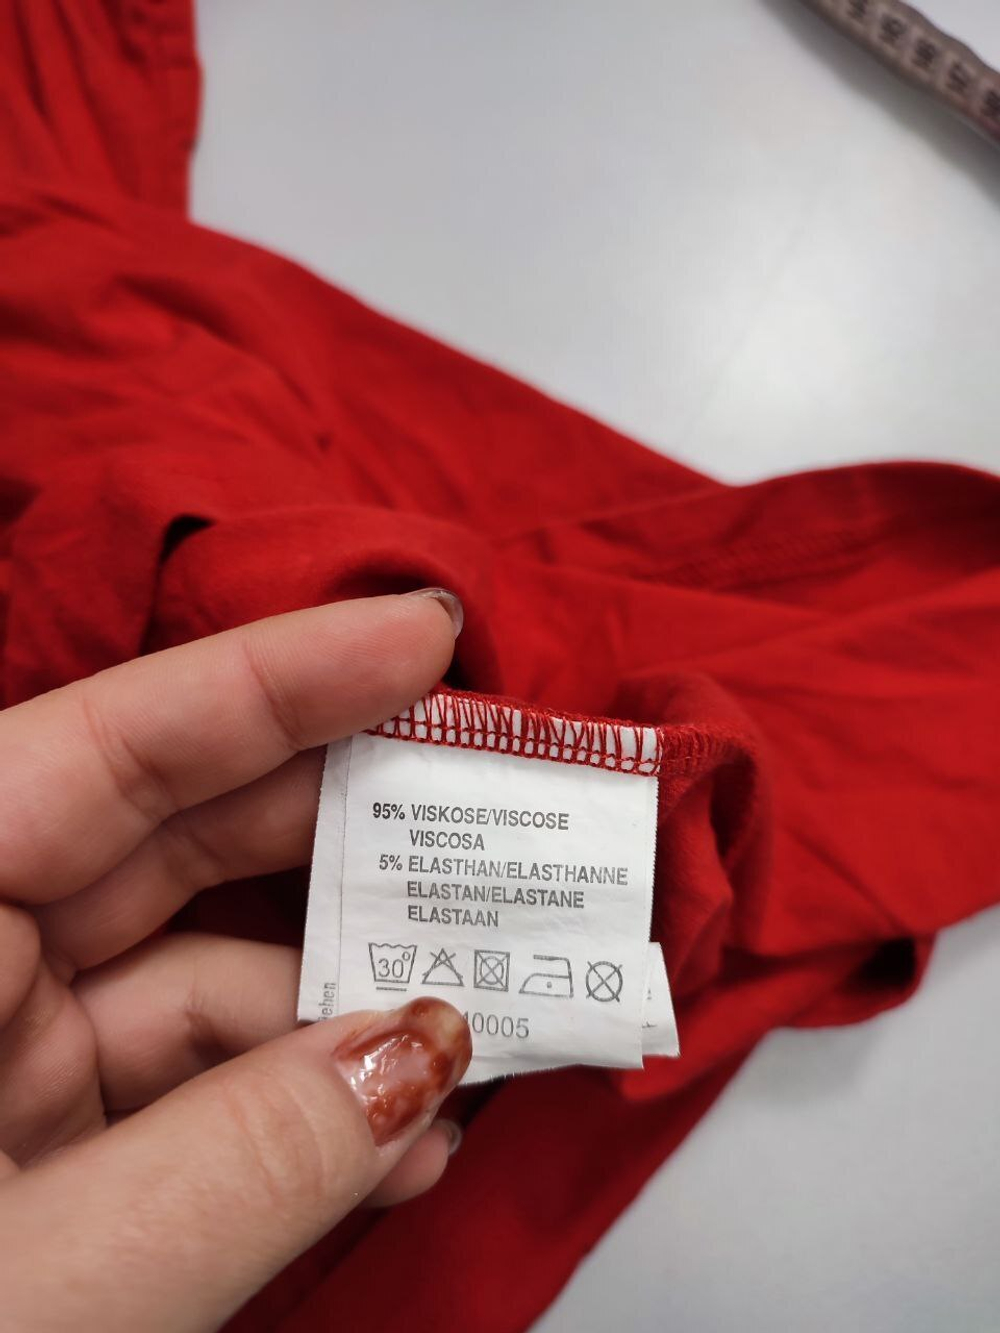 95% VISKOSE/VISCOSE
VISCOSA
5% ELASTHAN/ELASTHANNE
ELASTAN/ELASTANE
ELASTAAN
30°